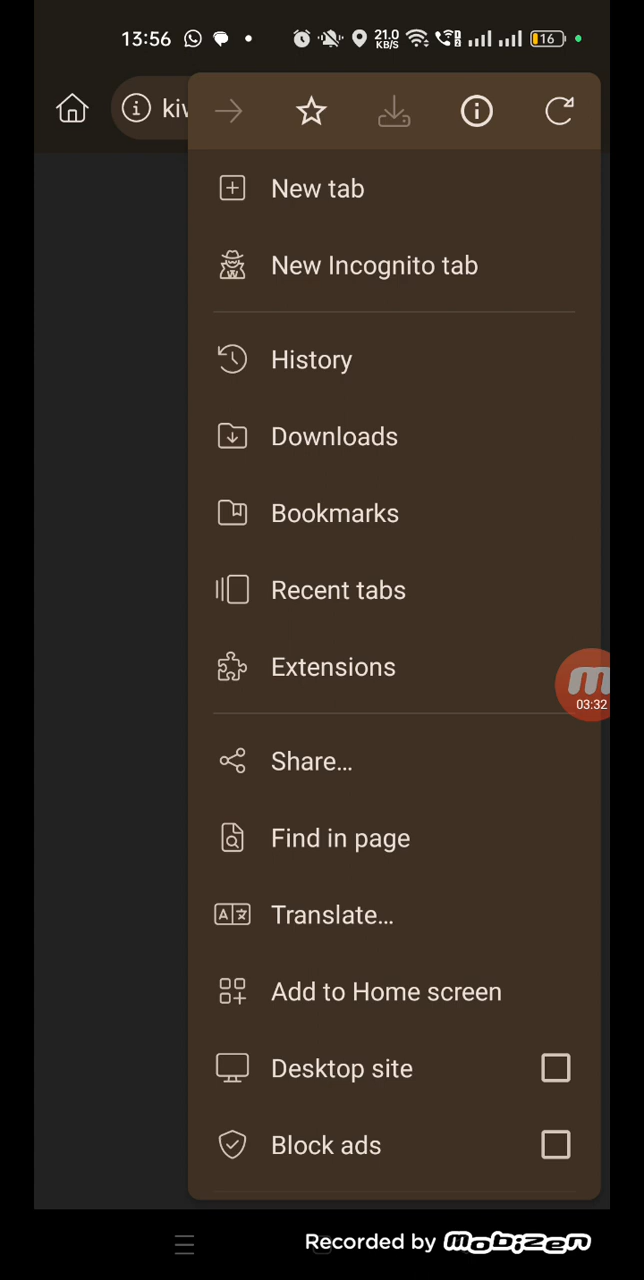 13:56
21.0
KB/S
16
kiw
New tab
New Incognito tab
History
Downloads
Bookmarks
Recent tabs
Extensions
03:32
Share...
Find in page
Translate...
Add to Home screen
Desktop site
Block ads
Recorded by mobizen